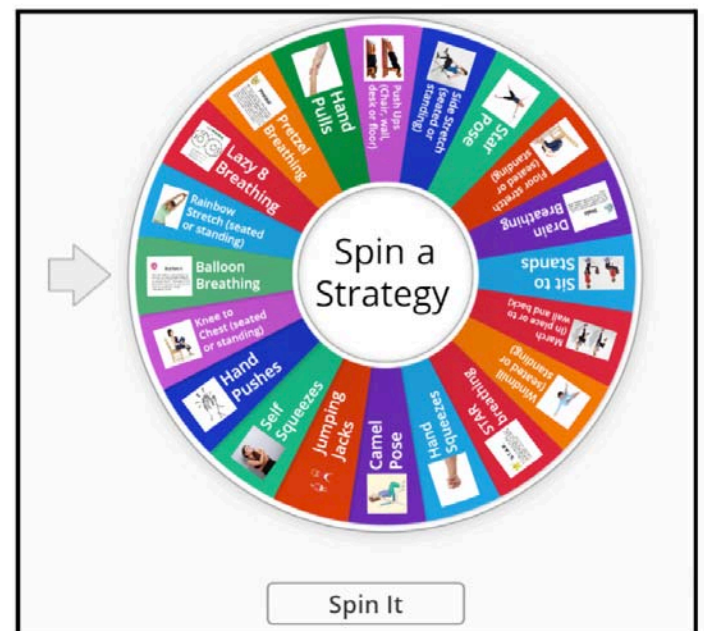 Push Ups
(Chair, wall,
desk or floor)
Side Stretch
(seated or
standing)
Star
Pose
Floor stretch
(seated or
standing)
Drain
Breathing
Sit to
Stands
March
(in place or to
wall and back)
Windmill
(seated or
standing)
STAR
breathing
Hand
Squeezes
Camel
Pose
Jumping
Jacks
Self
Squeezes
Hand
Pushes
Knee to
Chest (seated
or standing)
Balloon
Breathing
Rainbow
Stretch (seated
or standing)
Lazy 8
Breathing
Pretzel
Breathing
Hand
Pulls
Spin a
Strategy
Spin It